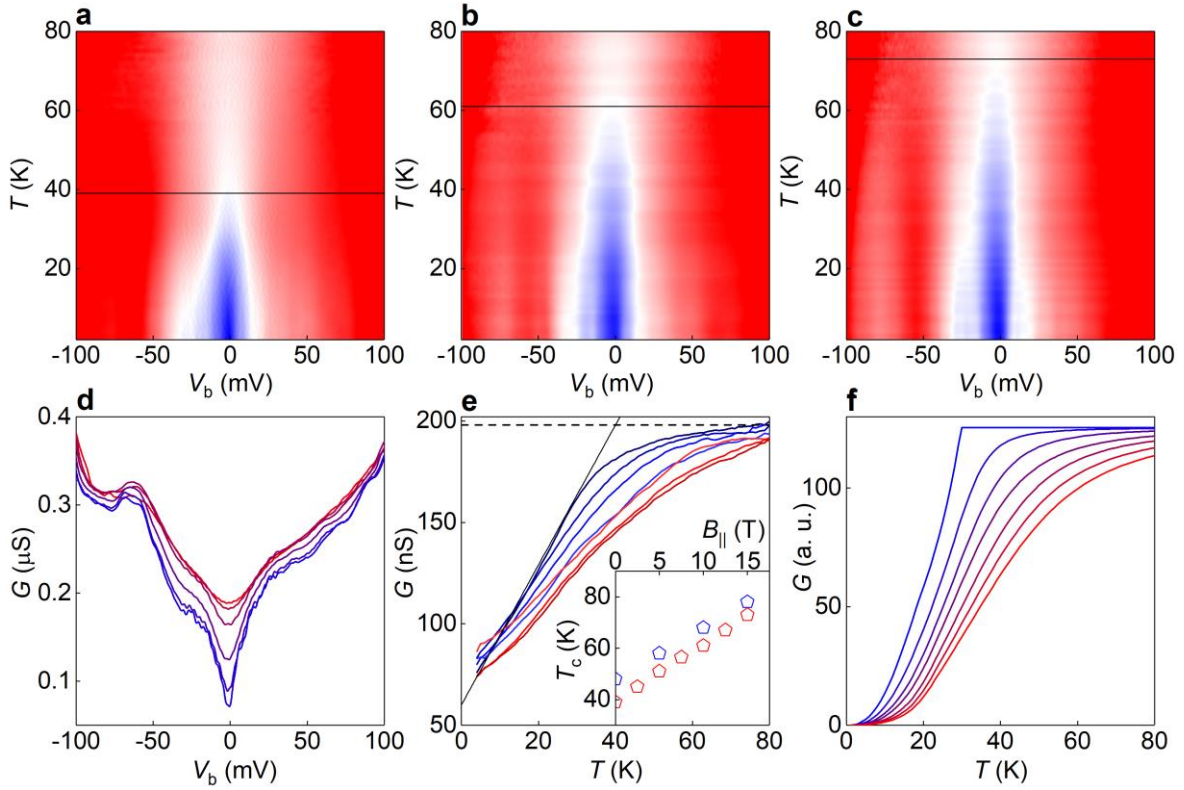 a
b
c
80
60
40
20
T (K)
-100 -50 0 50 100
V_b (mV)
80
60
40
20
T (K)
-100 -50 0 50 100
V_b (mV)
80
60
40
20
T (K)
-100 -50 0 50 100
V_b (mV)
d
e
f
0.4
0.3
0.2
0.1
G (µS)
-100 -50 0 50 100
V_b (mV)
200
150
100
50
G (nS)
0 20 40 60 80
T (K)
B_|| (T)
0 5 10 15
80
60
40
T_c (K)
100
50
0
G (a. u.)
0 20 40 60 80
T (K)